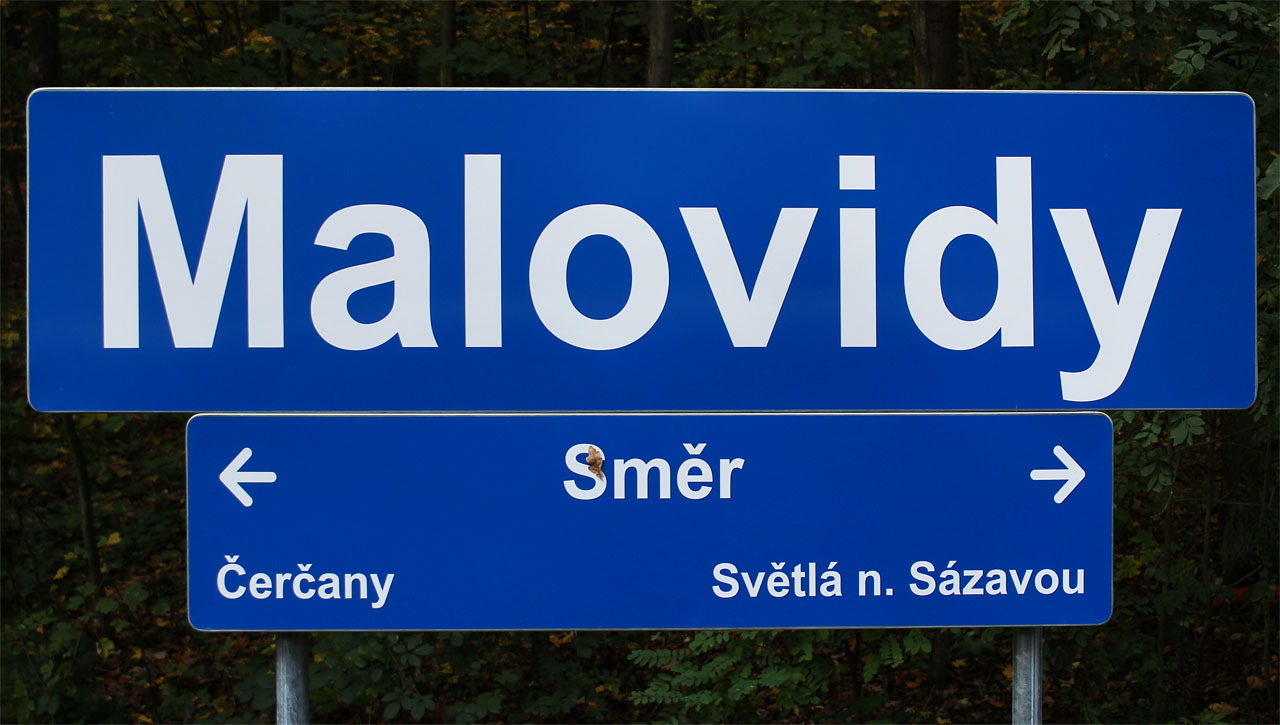 Malovidy
← Směr →
Čerčany Světlá n. Sázavou